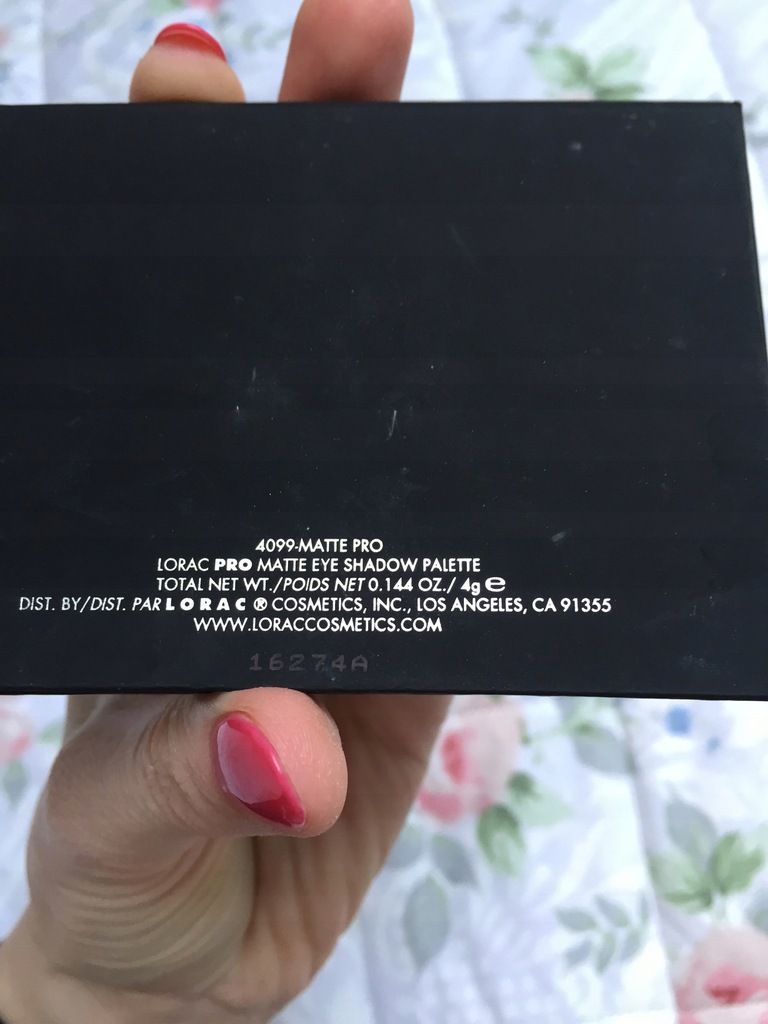 4099-MATTE PRO
LORAC PRO MATTE EYE SHADOW PALETTE
TOTAL NET WT./POIDS NET 0.144 OZ./ 4g ℮
DIST. BY/DIST. PAR LORAC ® COSMETICS, INC., LOS ANGELES, CA 91355
WWW.LORACCOSMETICS.COM
16274A